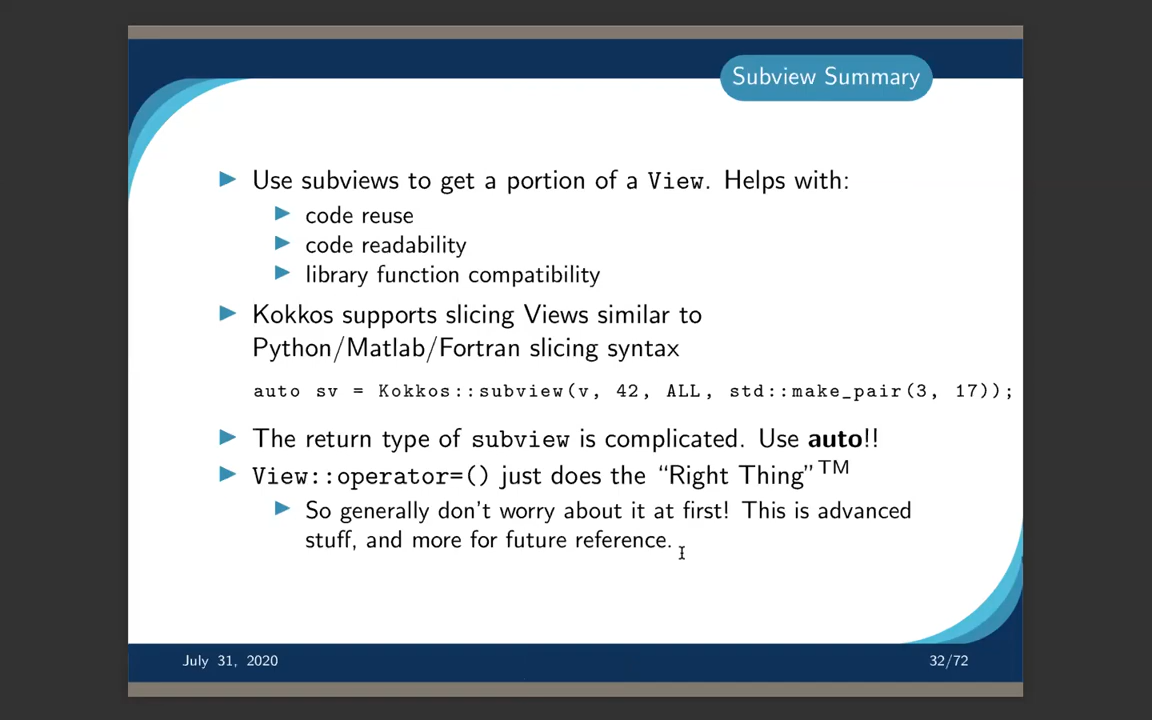 Subview Summary
▶ Use subviews to get a portion of a View. Helps with:
▶ code reuse
▶ code readability
▶ library function compatibility
▶ Kokkos supports slicing Views similar to
Python/Matlab/Fortran slicing syntax
auto sv = Kokkos::subview(v, 42, ALL, std::make_pair(3, 17));
▶ The return type of subview is complicated. Use auto!!
▶ View::operator=() just does the “Right Thing”™
▶ So generally don't worry about it at first! This is advanced
stuff, and more for future reference.
July 31, 2020
32/72